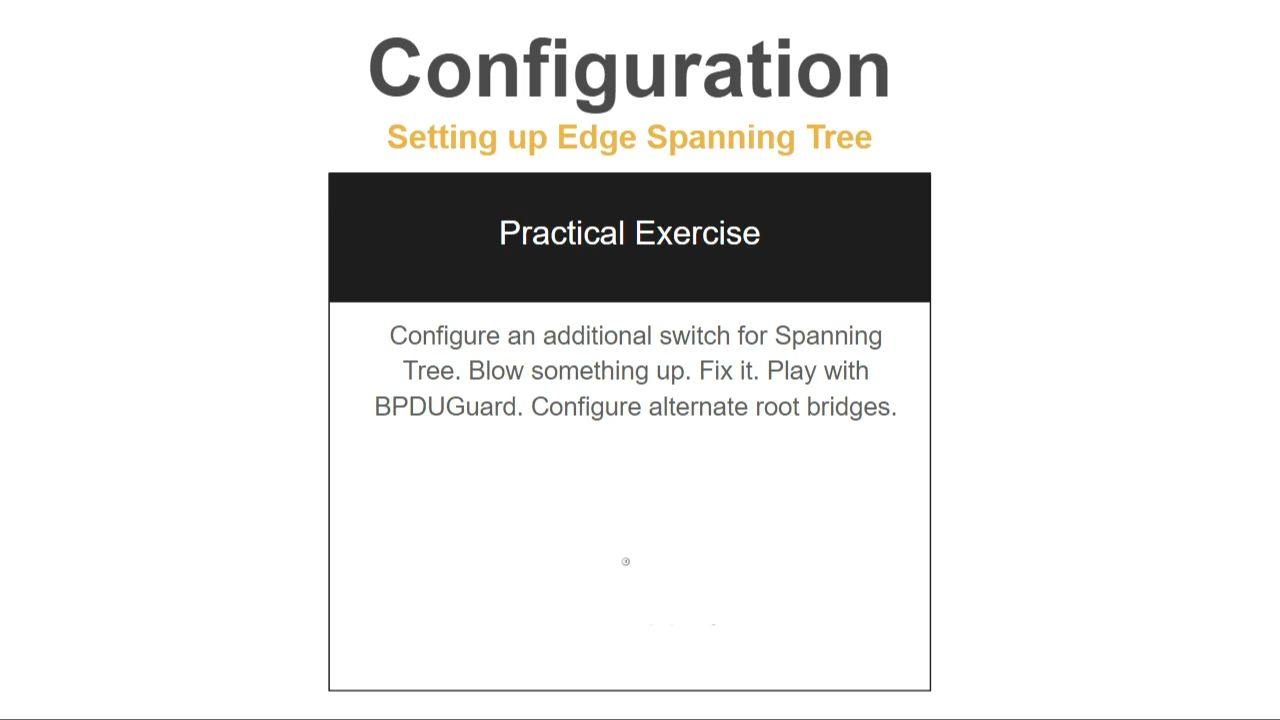 Configuration
Setting up Edge Spanning Tree
Practical Exercise
Configure an additional switch for Spanning
Tree. Blow something up. Fix it. Play with
BPDUGuard. Configure alternate root bridges.